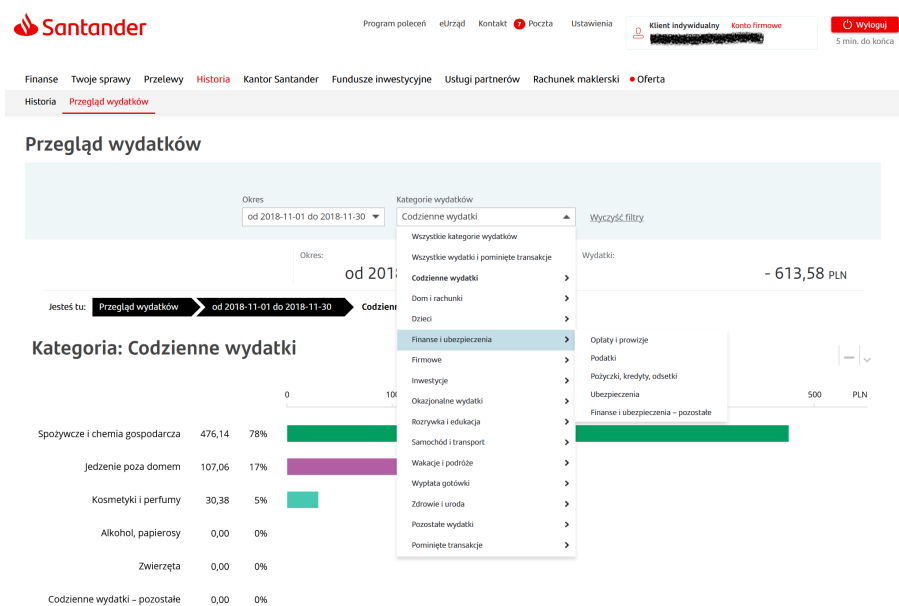 Santander
Program poleceń eUrząd Kontakt 7 Poczta Ustawienia
Klient indywidualny Konto firmowe
Wyloguj
5 min. do końca
Finanse Twoje sprawy Przelewy Historia Kantor Santander Fundusze inwestycyjne Usługi partnerów Rachunek maklerski Oferta
Historia Przegląd wydatków
Przegląd wydatków
Okres Kategorie wydatków
od 2018-11-01 do 2018-11-30 Codzienne wydatki Wyczyść filtry
Wszystkie kategorie wydatków
Wszystkie wydatki i pominięte transakcje
Codzienne wydatki
Dom i rachunki
Dzieci
Finanse i ubezpieczenia
Firmowe
Inwestycje
Okazjonalne wydatki
Rozrywka i edukacja
Samochód i transport
Wakacje i podróże
Wypłata gotówki
Zdrowie i uroda
Pozostałe wydatki
Pominięte transakcje
Opłaty i prowizje
Podatki
Pożyczki, kredyty, odsetki
Ubezpieczenia
Finanse i ubezpieczenia – pozostałe
Okres: Wydatki:
od 201 - 613,58 PLN
Jesteś tu: Przegląd wydatków od 2018-11-01 do 2018-11-30 Codzien
Kategoria: Codzienne wydatki
0 10 500 PLN
Spożywcze i chemia gospodarcza 476,14 78%
Jedzenie poza domem 107,06 17%
Kosmetyki i perfumy 30,38 5%
Alkohol, papierosy 0,00 0%
Zwierzęta 0,00 0%
Codzienne wydatki – pozostałe 0,00 0%